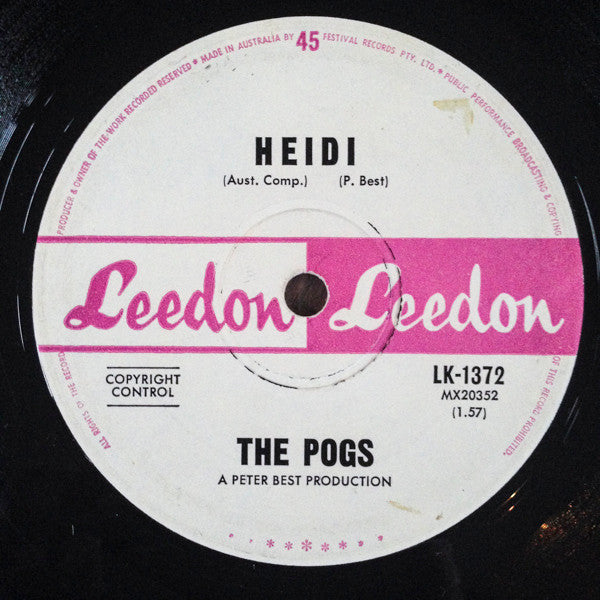 PRODUCER & OWNER OF THE WORK RECORDED RESERVED ★ MADE IN AUSTRALIA BY 45 FESTIVAL RECORDS PTY. LTD. ★ PUBLIC PERFORMANCE BROADCASTING & COPYING
HEIDI
(Aust. Comp.) (P. Best)
Leedon Leedon
COPYRIGHT
CONTROL
LK-1372
MX20352
(1.57)
THE POGS
A PETER BEST PRODUCTION
ALL RIGHTS OF THE RECORD
OF THIS RECORD PROHIBITED.